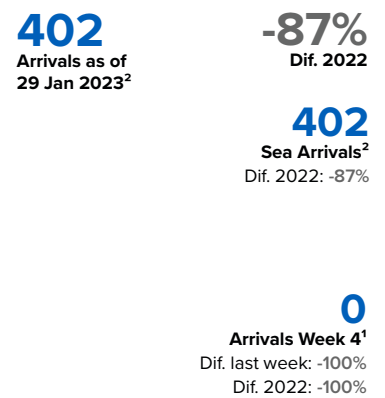 402
Arrivals as of
29 Jan 2023²
-87%
Dif. 2022
402
Sea Arrivals²
Dif. 2022: -87%
0
Arrivals Week 4¹
Dif. last week: -100%
Dif. 2022: -100%